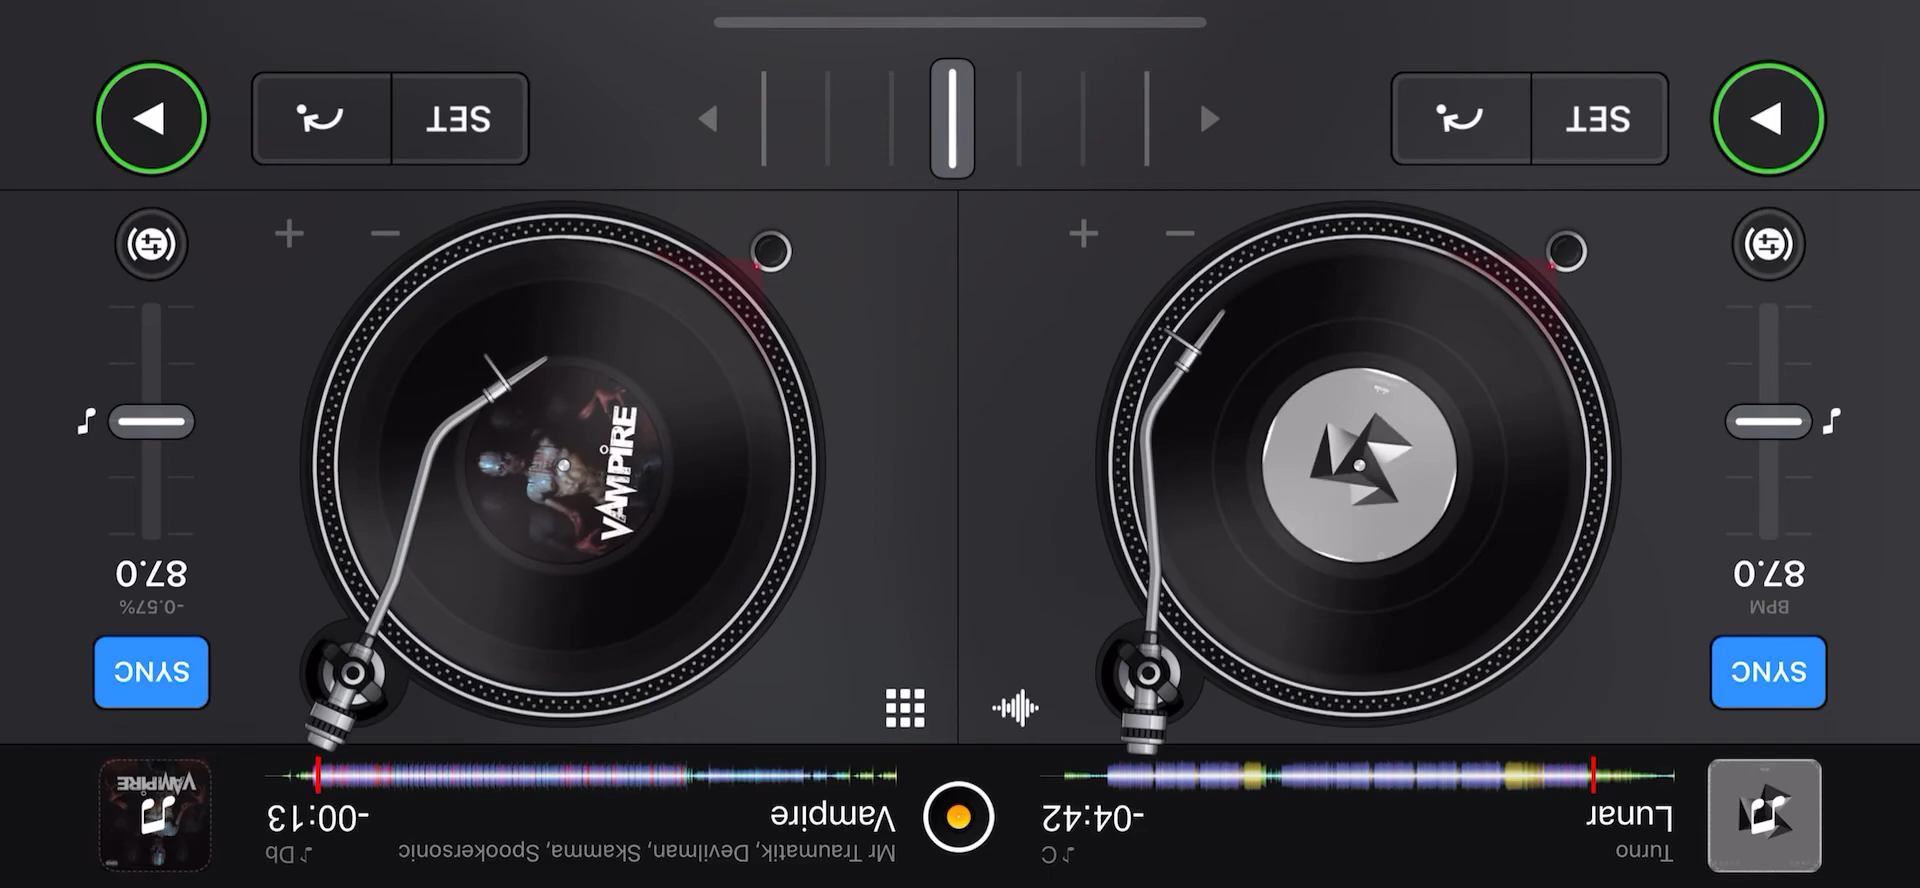 Turno
♪ C
Mr Traumatik, Devilman, Skamma, Spookersonic
♪ Db
Lunar
-04:42
Vampire
-00:13
VAMPIRE
SYNC
SYNC
BPM
-0.57%
87.0
87.0
VAMPIRE
SET
SET